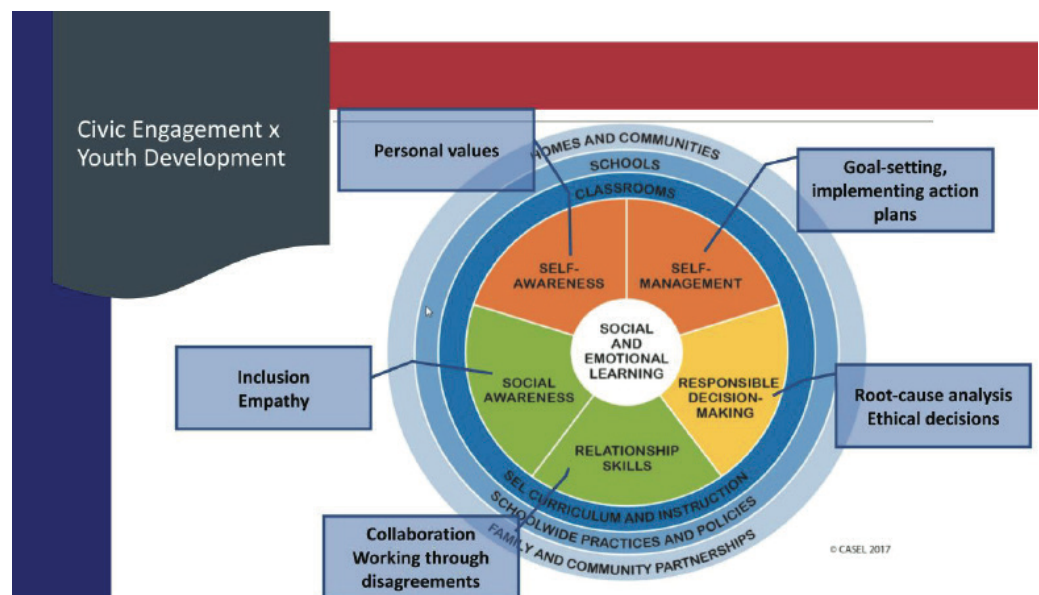 Civic Engagement x
Youth Development
Personal values
HOMES AND COMMUNITIES
SCHOOLS
CLASSROOMS
Goal-setting,
implementing action
plans
SELF-
AWARENESS
SELF-
MANAGEMENT
SOCIAL
AND
EMOTIONAL
LEARNING
Inclusion
Empathy
SOCIAL
AWARENESS
RESPONSIBLE
DECISION-
MAKING
Root-cause analysis
Ethical decisions
RELATIONSHIP
SKILLS
SEL CURRICULUM AND INSTRUCTION
SCHOOLWIDE PRACTICES AND POLICIES
FAMILY AND COMMUNITY PARTNERSHIPS
Collaboration
Working through
disagreements
© CASEL 2017